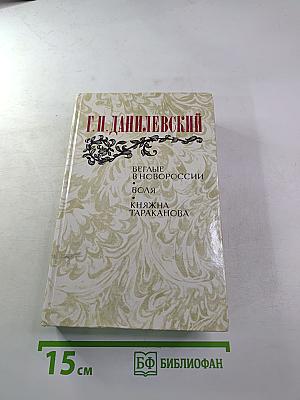 Г.П. ДАНИЛЕВСКИЙ
БЕГЛЫЕ
В НОВОРОССИИ
•
ВОЛЯ
•
КНЯЖНА
ТАРАКАНОВА
15 см
БФ БИБЛИОФАН